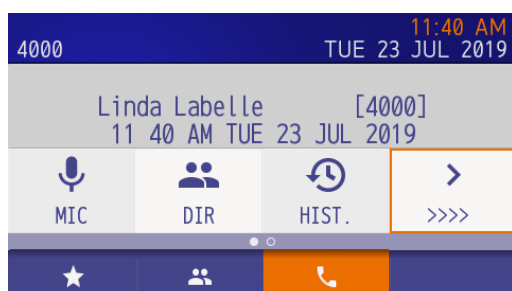 11:40 AM
4000 TUE 23 JUL 2019
Linda Labelle [4000]
11 40 AM TUE 23 JUL 2019
MIC DIR HIST. >>>>